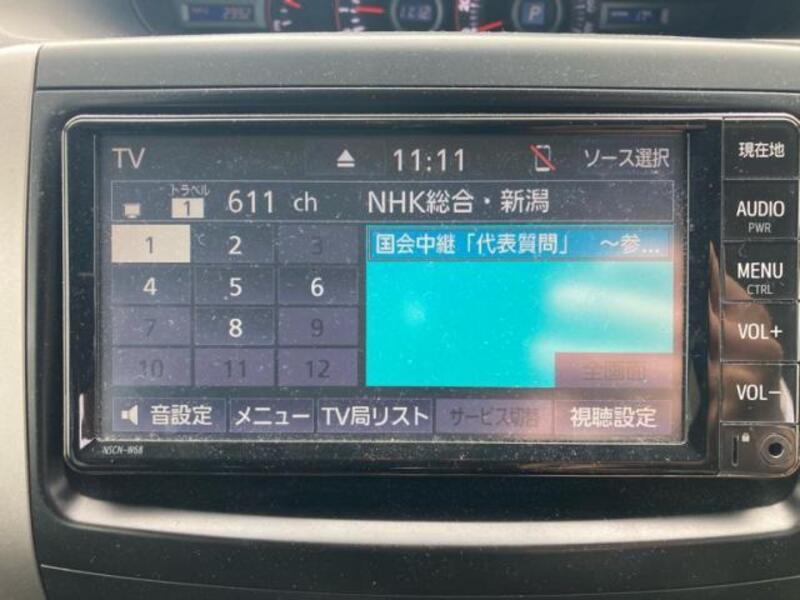 P
TV 11:11 ソース選択
トラベル
1 611 ch NHK総合・新潟
1 2 3
国会中継「代表質問」 ～参...
4 5 6
7 8 9
10 11 12
全画面
音設定 メニュー TV局リスト サービス切替 視聴設定
NSCN-W68
現在地
AUDIO
PWR
MENU
CTRL
VOL+
VOL-